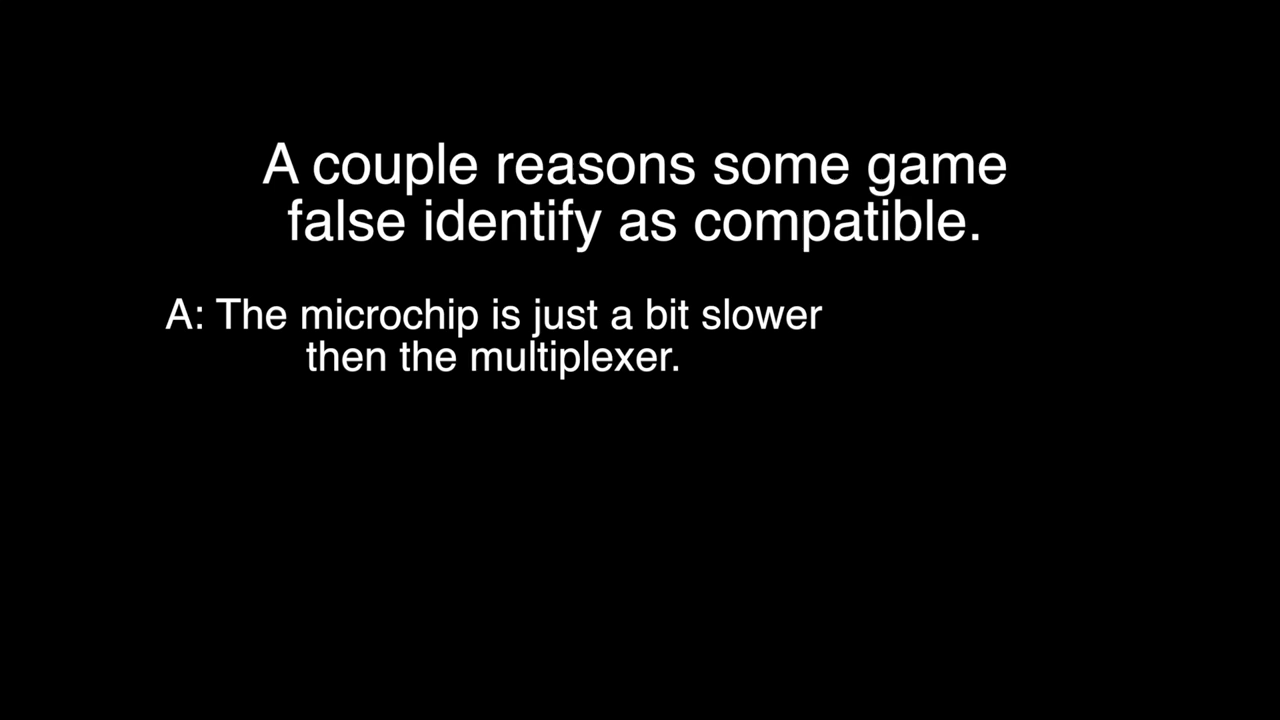 A couple reasons some game
false identify as compatible.
A: The microchip is just a bit slower
then the multiplexer.